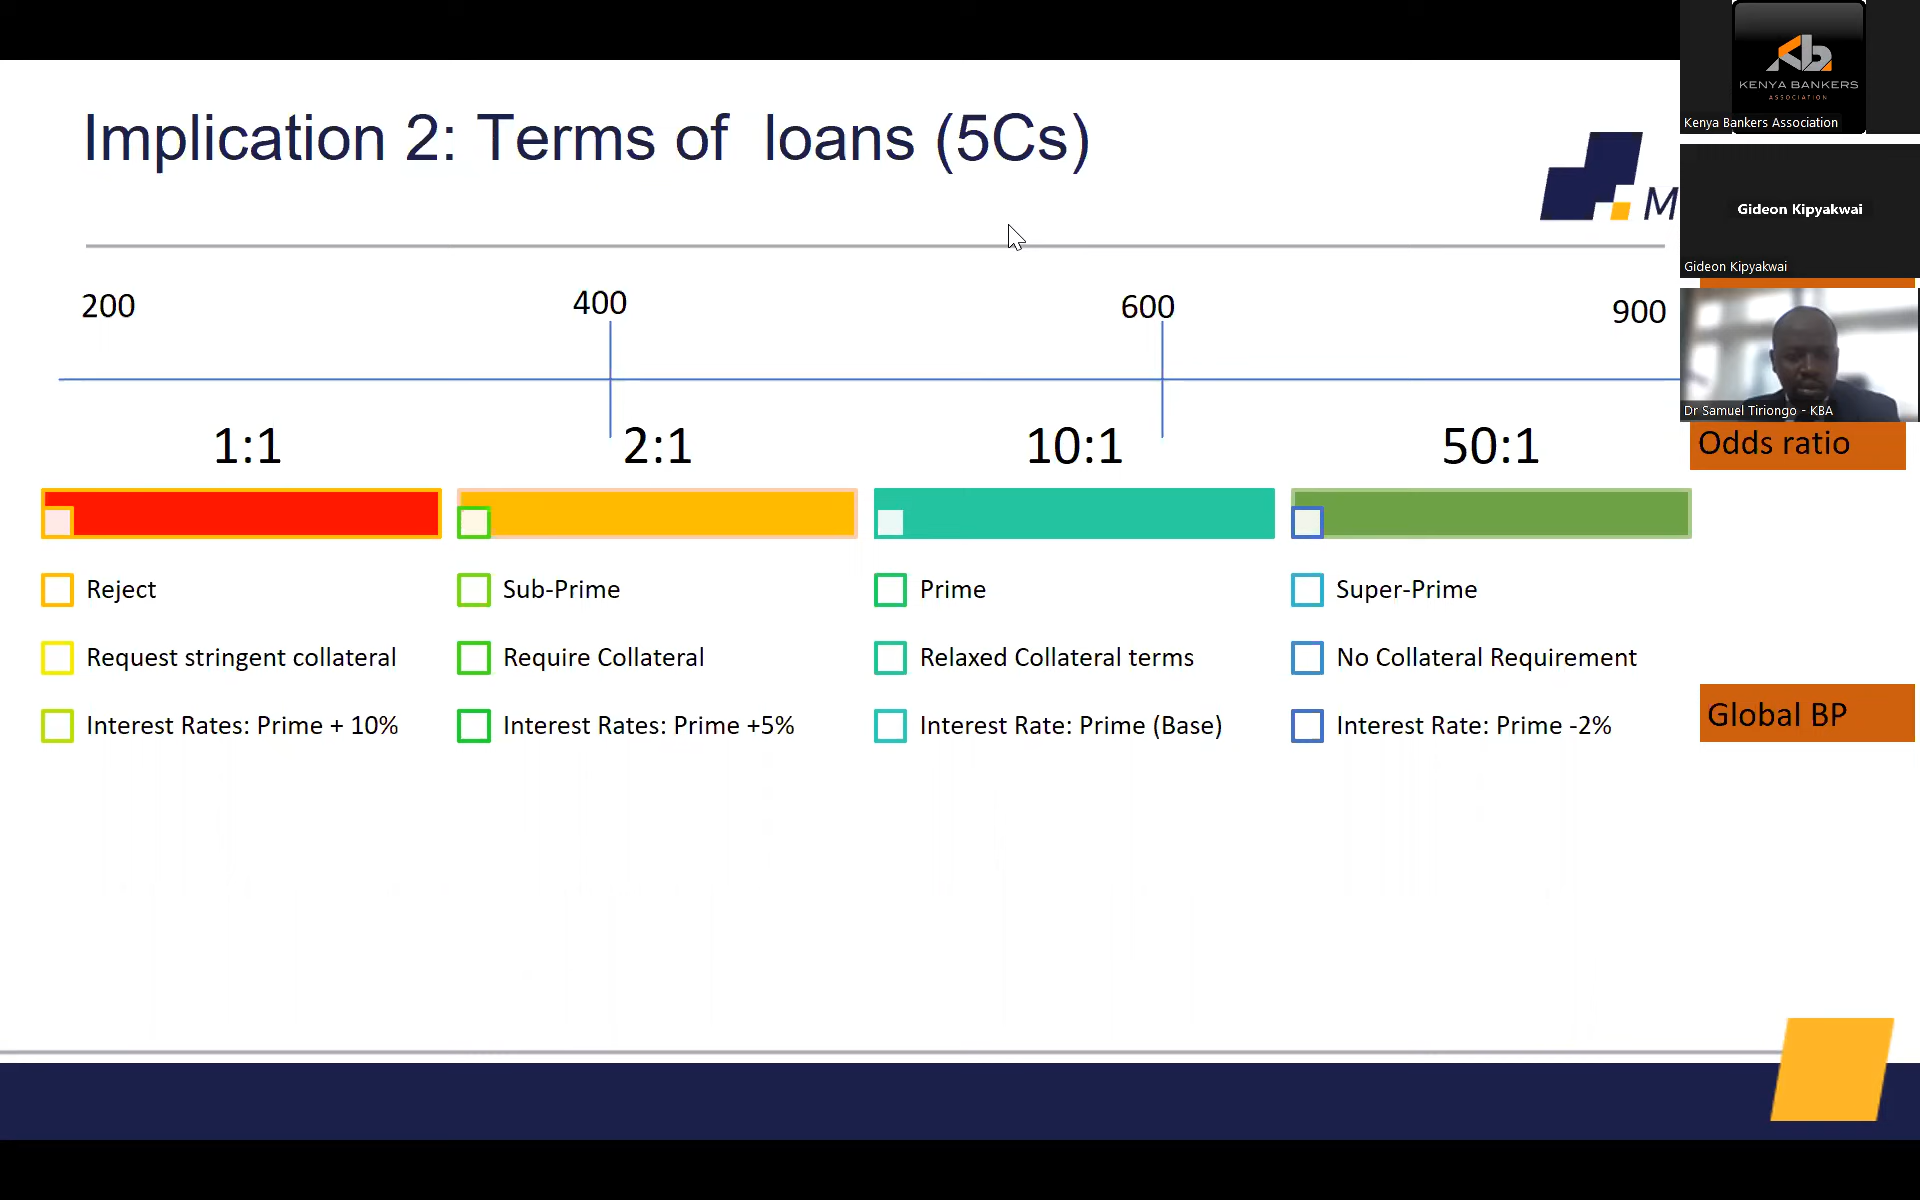 Implication 2: Terms of loans (5Cs)
M
KENYA BANKERS
ASSOCIATION
Kenya Bankers Association
Gideon Kipyakwai
Gideon Kipyakwai
Dr Samuel Tiriongo - KBA
200
400
600
900
1:1
2:1
10:1
50:1
Odds ratio
Reject
Request stringent collateral
Interest Rates: Prime + 10%
Sub-Prime
Require Collateral
Interest Rates: Prime +5%
Prime
Relaxed Collateral terms
Interest Rate: Prime (Base)
Super-Prime
No Collateral Requirement
Interest Rate: Prime -2%
Global BP